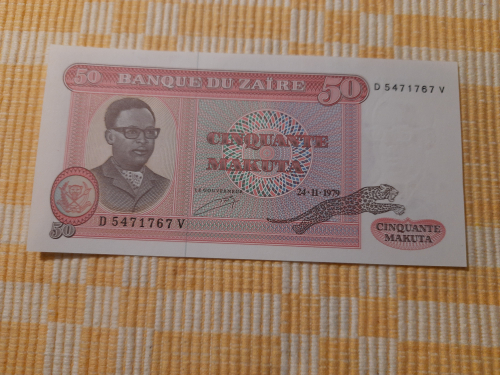 50 BANQUE DU ZAÏRE 50
D 5471767 V
CINQUANTE
MAKUTA
LE GOUVERNEUR
24-11-1979
D 5471767 V
50
CINQUANTE
MAKUTA